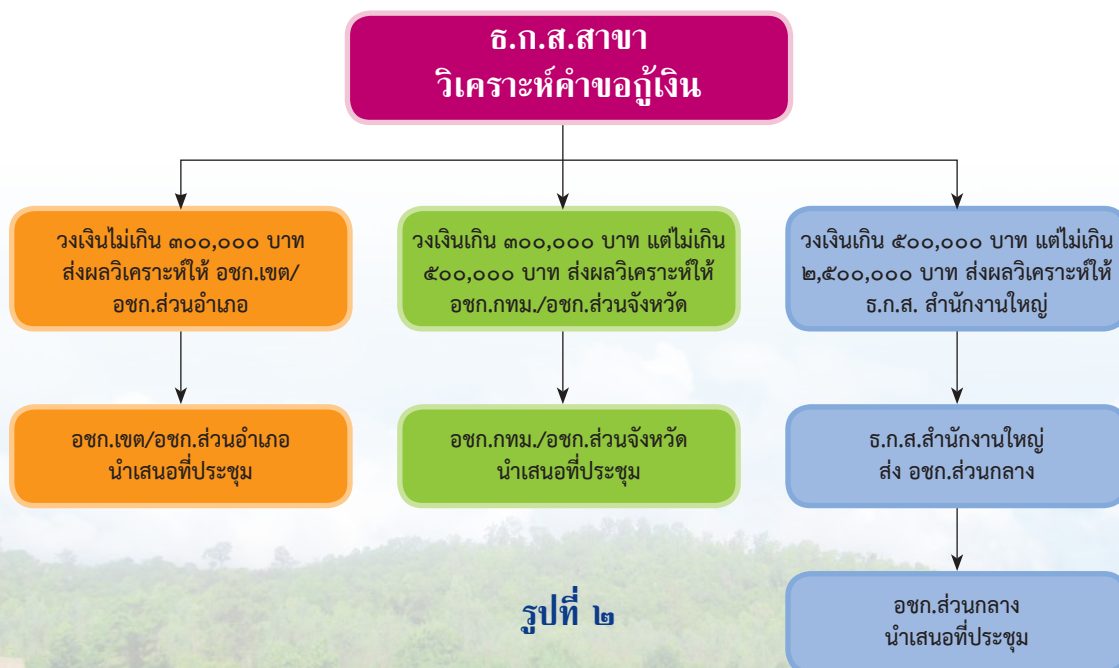 ธ.ก.ส.สาขา
วิเคราะห์คำขอกู้เงิน
วงเงินไม่เกิน ๓๐๐,๐๐๐ บาท
ส่งผลวิเคราะห์ให้ อชก.เขต/
อชก.ส่วนอำเภอ
วงเงินเกิน ๓๐๐,๐๐๐ บาท แต่ไม่เกิน
๕๐๐,๐๐๐ บาท ส่งผลวิเคราะห์ให้
อชก.กทม./อชก.ส่วนจังหวัด
วงเงินเกิน ๕๐๐,๐๐๐ บาท แต่ไม่เกิน
๒,๕๐๐,๐๐๐ บาท ส่งผลวิเคราะห์ให้
ธ.ก.ส. สำนักงานใหญ่
อชก.เขต/อชก.ส่วนอำเภอ
นำเสนอที่ประชุม
อชก.กทม./อชก.ส่วนจังหวัด
นำเสนอที่ประชุม
ธ.ก.ส.สำนักงานใหญ่
ส่ง อชก.ส่วนกลาง
อชก.ส่วนกลาง
นำเสนอที่ประชุม
รูปที่ ๒